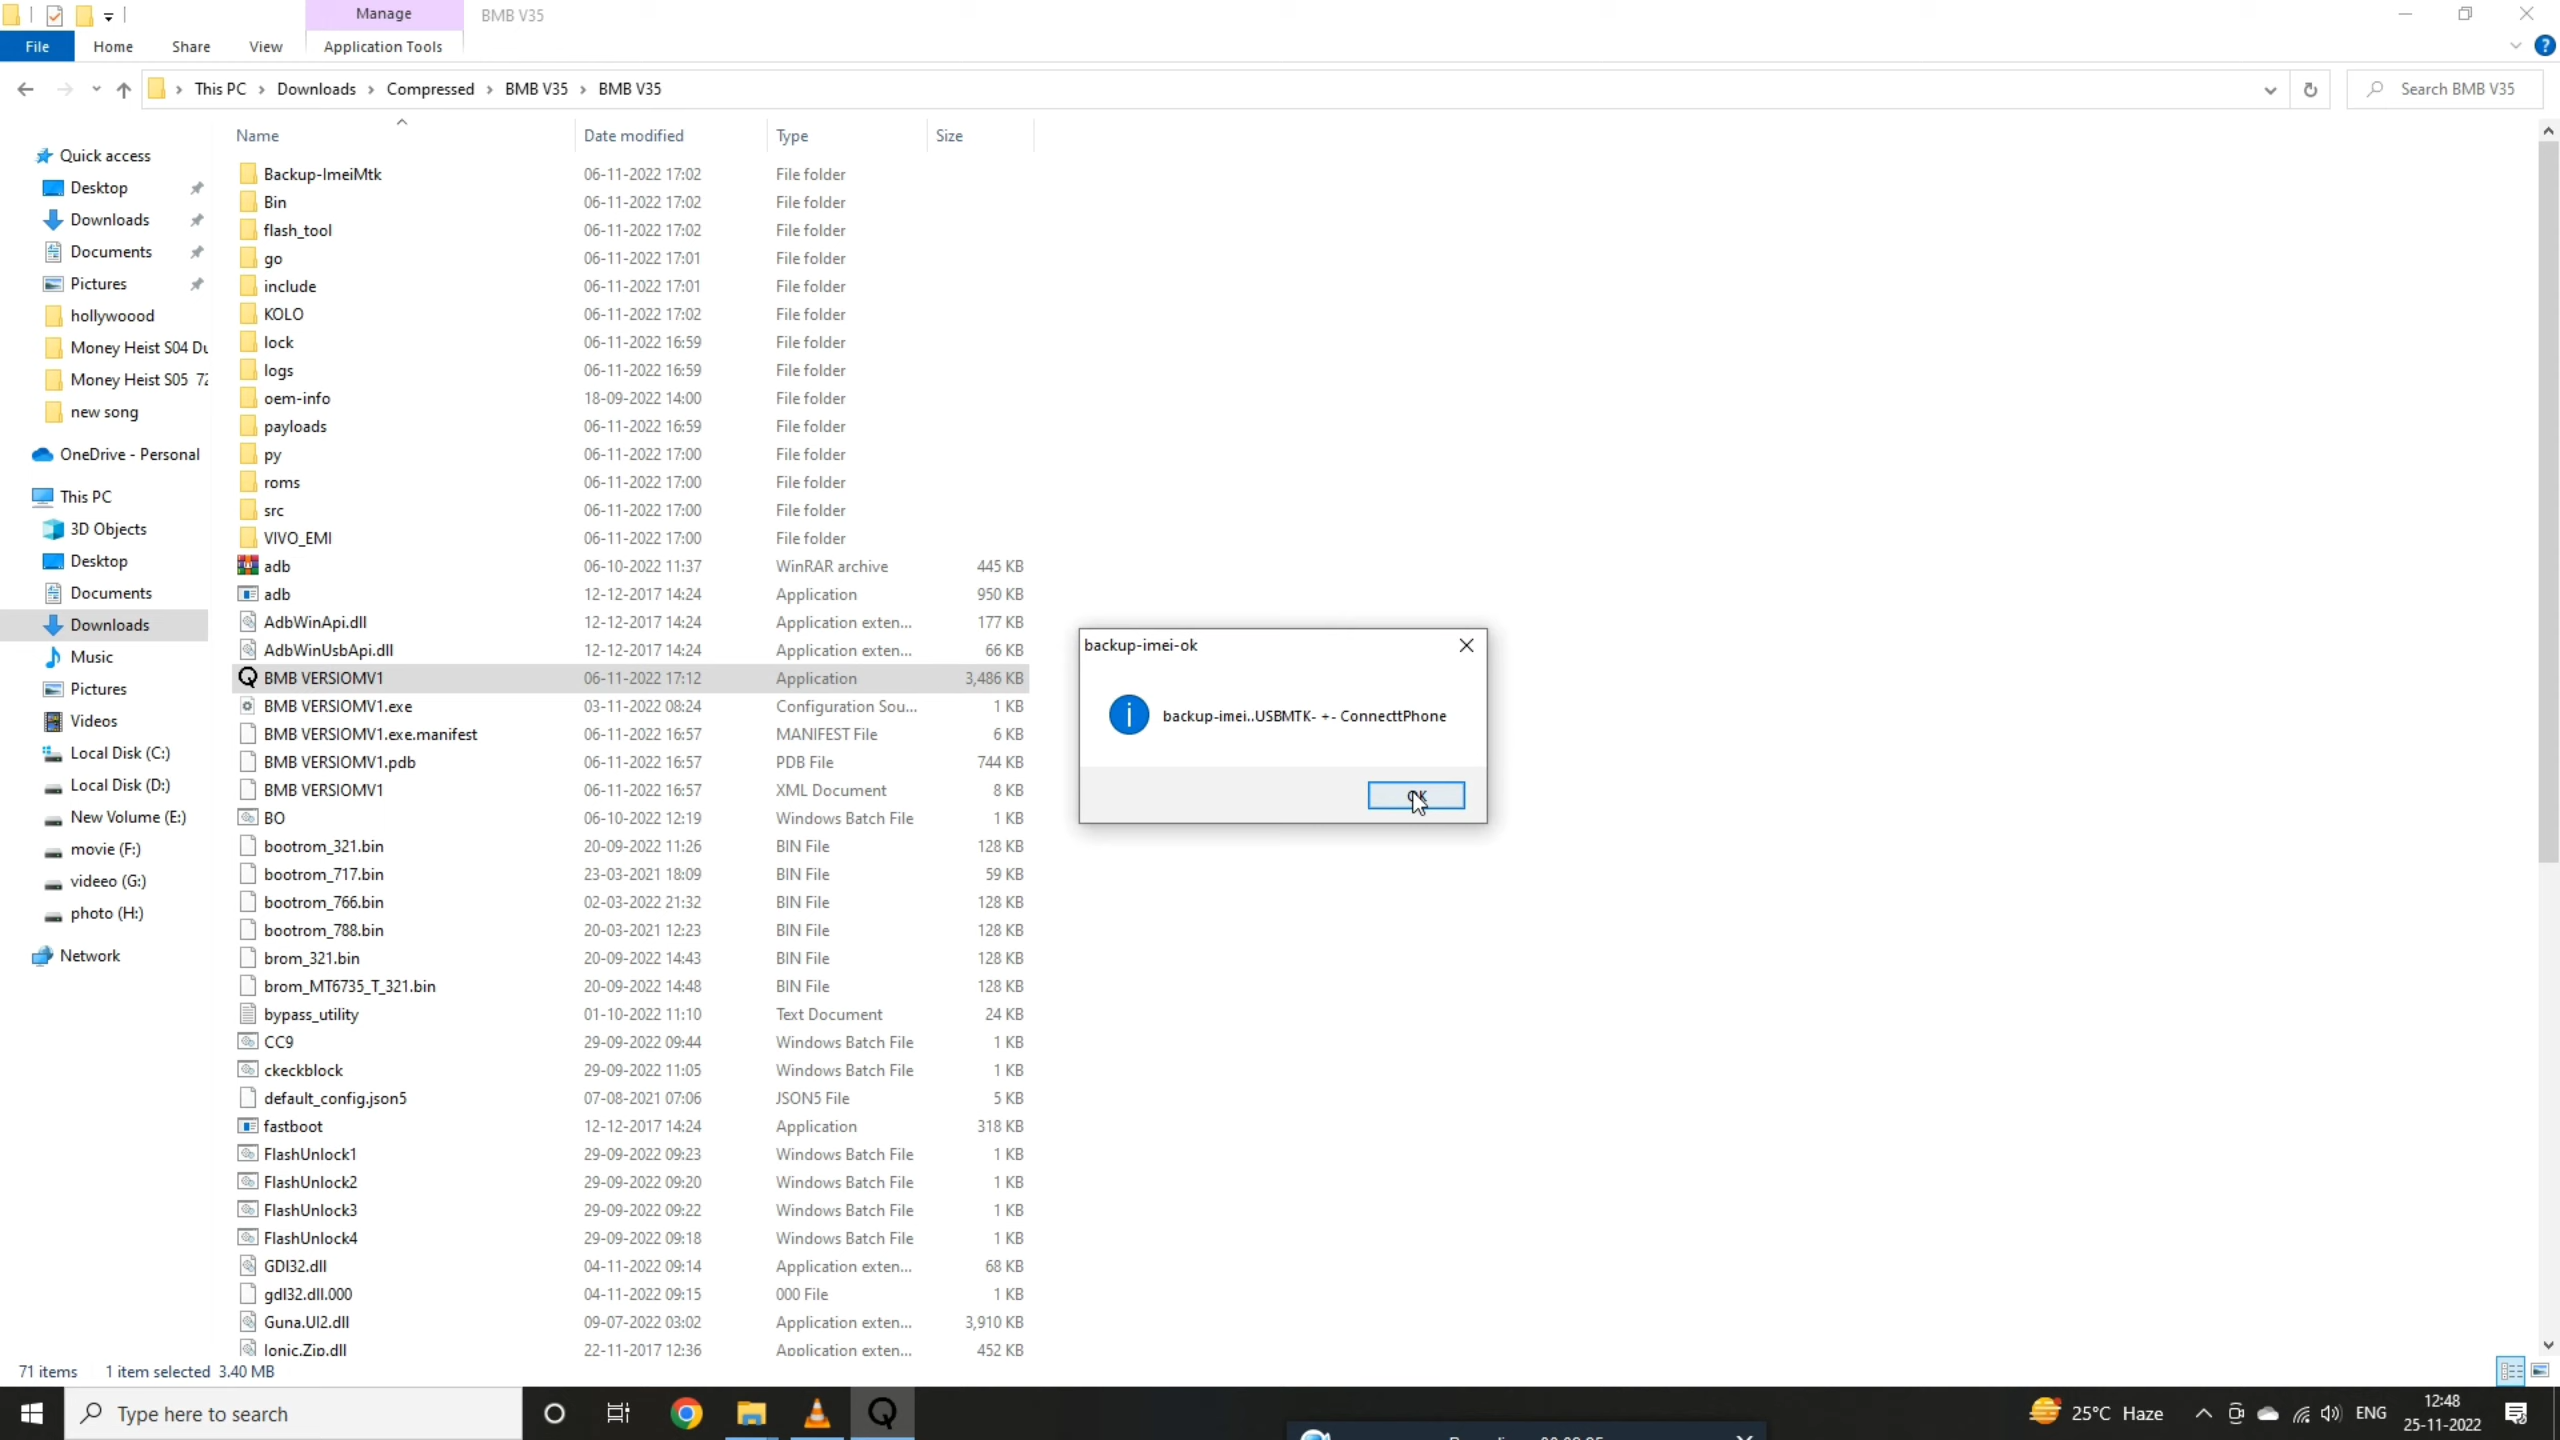 Manage
BMB V35
File
Home
Share
View
Application Tools
This PC > Downloads > Compressed > BMB V35 > BMB V35
Search BMB V35
Name
Date modified
Type
Size
Quick access
Desktop
Downloads
Documents
Pictures
hollywoood
Money Heist S04 Du
Money Heist S05 72
new song
OneDrive - Personal
This PC
3D Objects
Desktop
Documents
Downloads
Music
Pictures
Videos
Local Disk (C:)
Local Disk (D:)
New Volume (E:)
movie (F:)
videeo (G:)
photo (H:)
Network
Backup-ImeiMtk 06-11-2022 17:02 File folder
Bin 06-11-2022 17:02 File folder
flash_tool 06-11-2022 17:02 File folder
go 06-11-2022 17:01 File folder
include 06-11-2022 17:01 File folder
KOLO 06-11-2022 17:02 File folder
lock 06-11-2022 16:59 File folder
logs 06-11-2022 16:59 File folder
oem-info 18-09-2022 14:00 File folder
payloads 06-11-2022 16:59 File folder
py 06-11-2022 17:00 File folder
roms 06-11-2022 17:00 File folder
src 06-11-2022 17:00 File folder
VIVO_EMI 06-11-2022 17:00 File folder
adb 06-10-2022 11:37 WinRAR archive 445 KB
adb 12-12-2017 14:24 Application 950 KB
AdbWinApi.dll 12-12-2017 14:24 Application exten... 177 KB
AdbWinUsbApi.dll 12-12-2017 14:24 Application exten... 66 KB
BMB VERSIOMV1 06-11-2022 17:12 Application 3,486 KB
BMB VERSIOMV1.exe 03-11-2022 08:24 Configuration Sou... 1 KB
BMB VERSIOMV1.exe.manifest 06-11-2022 16:57 MANIFEST File 6 KB
BMB VERSIOMV1.pdb 06-11-2022 16:57 PDB File 744 KB
BMB VERSIOMV1 06-11-2022 16:57 XML Document 8 KB
BO 06-10-2022 12:19 Windows Batch File 1 KB
bootrom_321.bin 20-09-2022 11:26 BIN File 128 KB
bootrom_717.bin 23-03-2021 18:09 BIN File 59 KB
bootrom_766.bin 02-03-2022 21:32 BIN File 128 KB
bootrom_788.bin 20-03-2021 12:23 BIN File 128 KB
brom_321.bin 20-09-2022 14:43 BIN File 128 KB
brom_MT6735_T_321.bin 20-09-2022 14:48 BIN File 128 KB
bypass_utility 01-10-2022 11:10 Text Document 24 KB
CC9 29-09-2022 09:44 Windows Batch File 1 KB
ckeckblock 29-09-2022 11:05 Windows Batch File 1 KB
default_config.json5 07-08-2021 07:06 JSON5 File 5 KB
fastboot 12-12-2017 14:24 Application 318 KB
FlashUnlock1 29-09-2022 09:23 Windows Batch File 1 KB
FlashUnlock2 29-09-2022 09:20 Windows Batch File 1 KB
FlashUnlock3 29-09-2022 09:22 Windows Batch File 1 KB
FlashUnlock4 29-09-2022 09:18 Windows Batch File 1 KB
GDI32.dll 04-11-2022 09:14 Application exten... 68 KB
gdl32.dll.000 04-11-2022 09:15 000 File 1 KB
Guna.UI2.dll 09-07-2022 03:02 Application exten... 3,910 KB
Ionic.Zip.dll 22-11-2017 12:36 Application exten... 452 KB
backup-imei-ok
backup-imei..USBMTK- +- ConnecttPhone
OK
71 items 1 item selected 3.40 MB
Type here to search
25°C Haze
ENG
12:48
25-11-2022